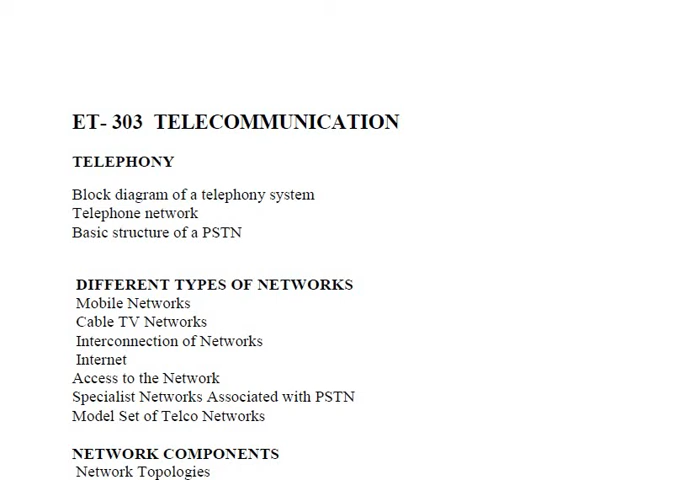 ET- 303 TELECOMMUNICATION
TELEPHONY
Block diagram of a telephony system
Telephone network
Basic structure of a PSTN
DIFFERENT TYPES OF NETWORKS
Mobile Networks
Cable TV Networks
Interconnection of Networks
Internet
Access to the Network
Specialist Networks Associated with PSTN
Model Set of Telco Networks
NETWORK COMPONENTS
Network Topologies